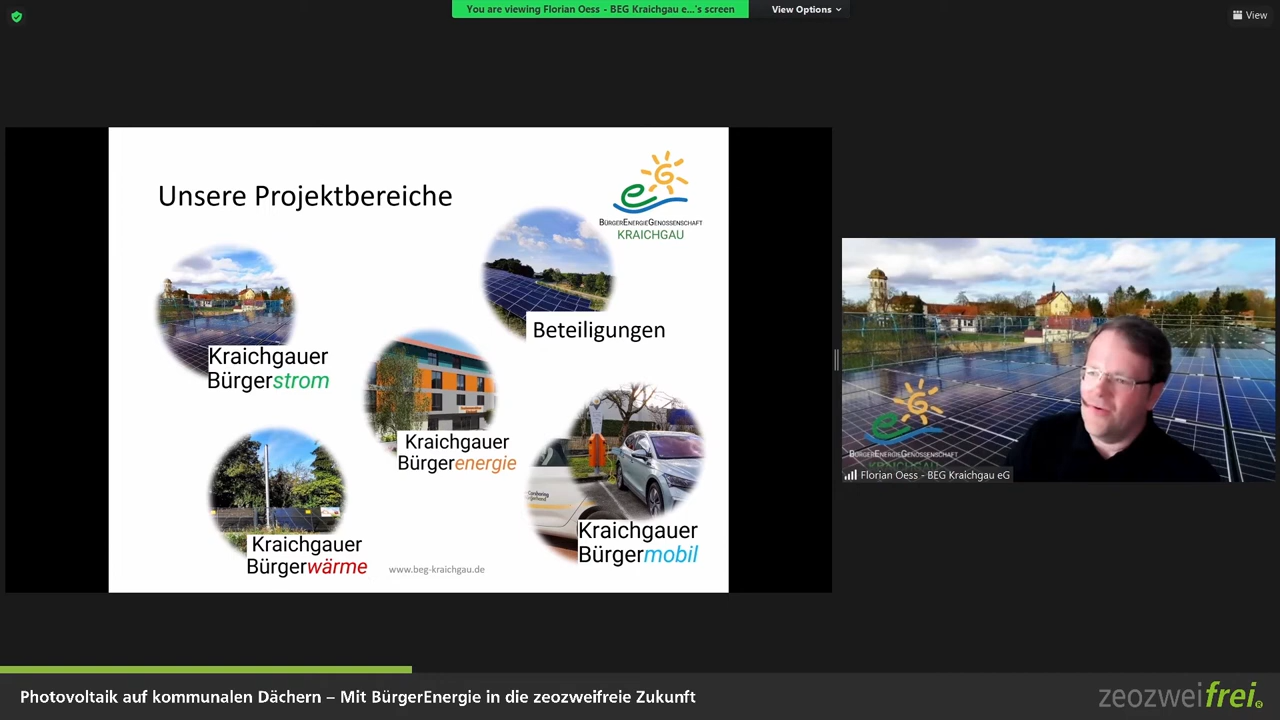 You are viewing Florian Oess - BEG Kraichgau e...'s screen
View Options
View
Unsere Projektbereiche
BÜRGERENERGIEGENOSSENSCHAFT
KRAICHGAU
Beteiligungen
Kraichgauer
Bürgerstrom
Kraichgauer
Bürgerenergie
Kraichgauer
Bürgermobil
Kraichgauer
Bürgerwärme
www.beg-kraichgau.de
BÜRGERENERGIEGENOSSENSCHAFT
KRAICHGAU
Florian Oess - BEG Kraichgau eG
Photovoltaik auf kommunalen Dächern – Mit BürgerEnergie in die zeozweifreie Zukunft
zeozweifrei